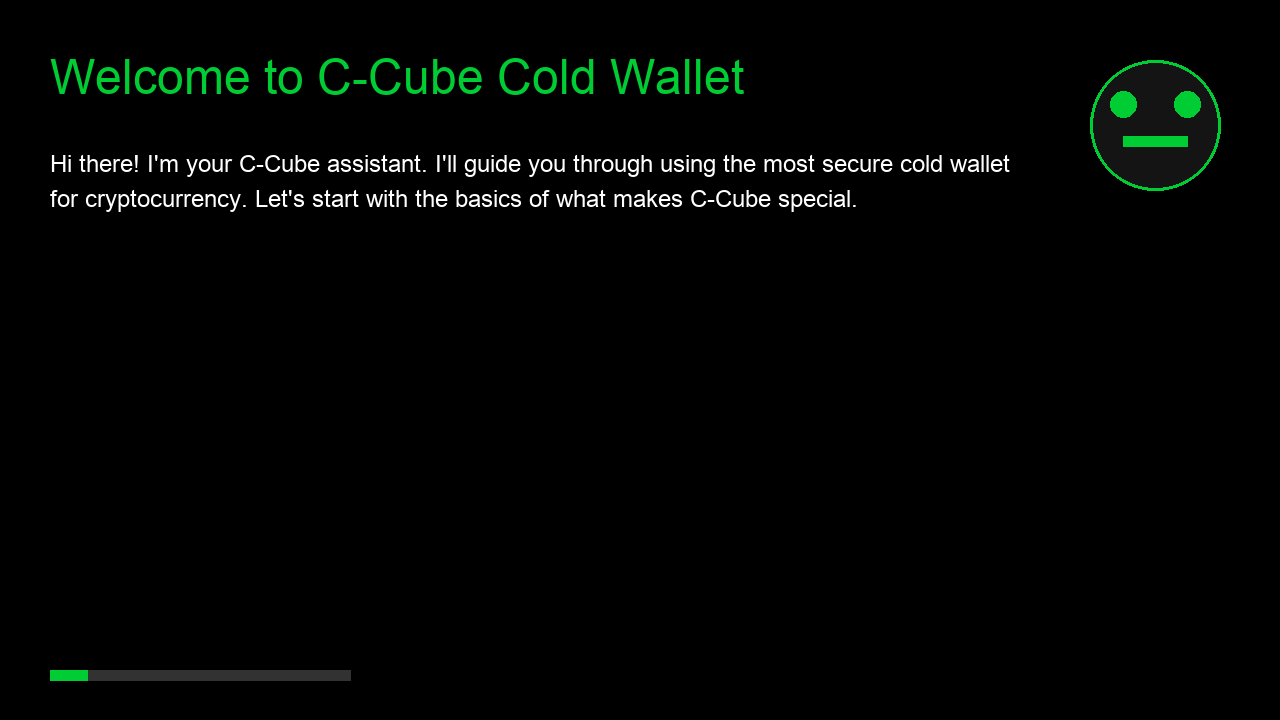 Welcome to C-Cube Cold Wallet
Hi there! I'm your C-Cube assistant. I'll guide you through using the most secure cold wallet
for cryptocurrency. Let's start with the basics of what makes C-Cube special.